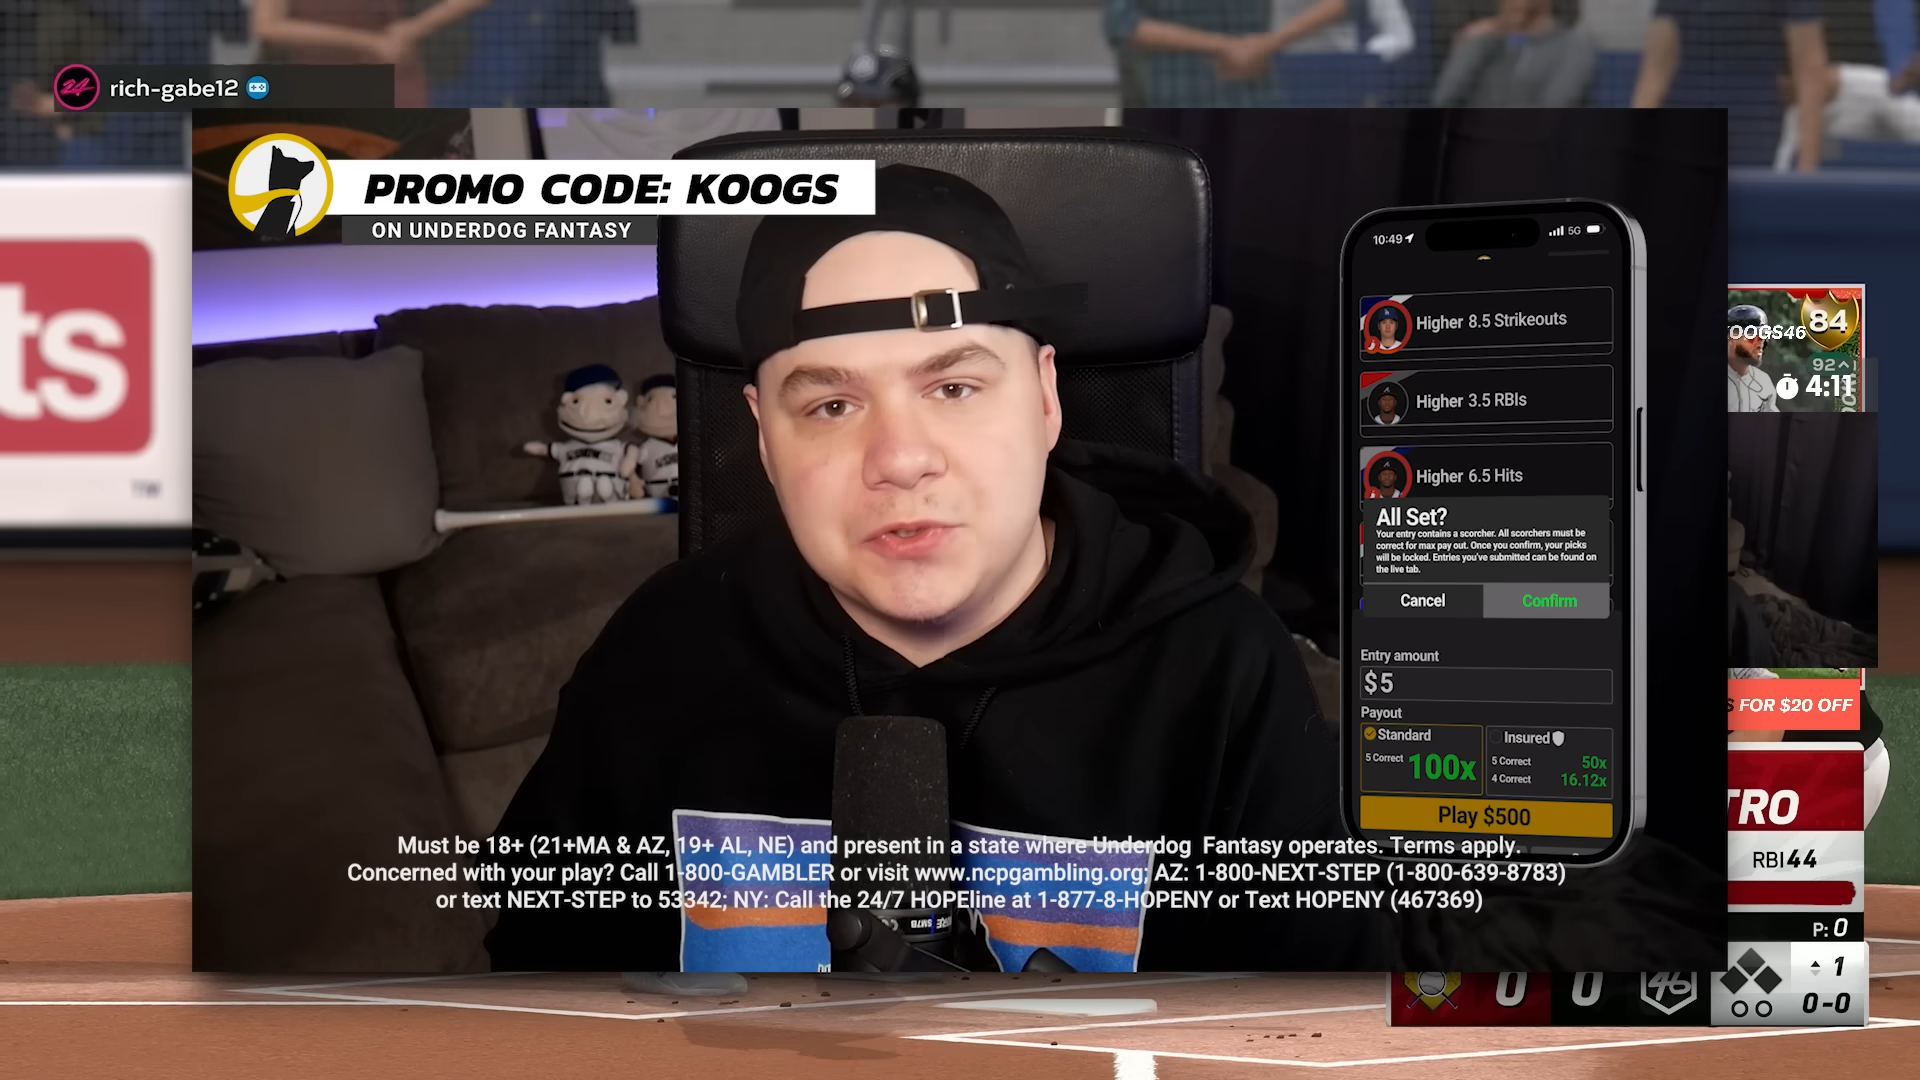 rich-gabe12
PROMO CODE: KOOGS
ON UNDERDOG FANTASY
ts
TM
10:49
5G
Higher 8.5 Strikeouts
Higher 3.5 RBIs
Higher 6.5 Hits
All Set?
Your entry contains a scorcher. All scorchers must be
correct for max pay out. Once you confirm, your picks
will be locked. Entries you've submitted can be found on
the live tab.
Cancel Confirm
Entry amount
$5
Payout
Standard
5 Correct 100x
Insured
5 Correct 50x
4 Correct 16.12x
Play $500
OOGS46
84
92
4:11
FOR $20 OFF
TRO
RBI 44
P: 0
Must be 18+ (21+MA & AZ, 19+ AL, NE) and present in a state where Underdog Fantasy operates. Terms apply.
Concerned with your play? Call 1-800-GAMBLER or visit www.ncpgambling.org; AZ: 1-800-NEXT-STEP (1-800-639-8783)
or text NEXT-STEP to 53342; NY: Call the 24/7 HOPEline at 1-877-8-HOPENY or Text HOPENY (467369)
SM7B
0 0 46
1
0-0